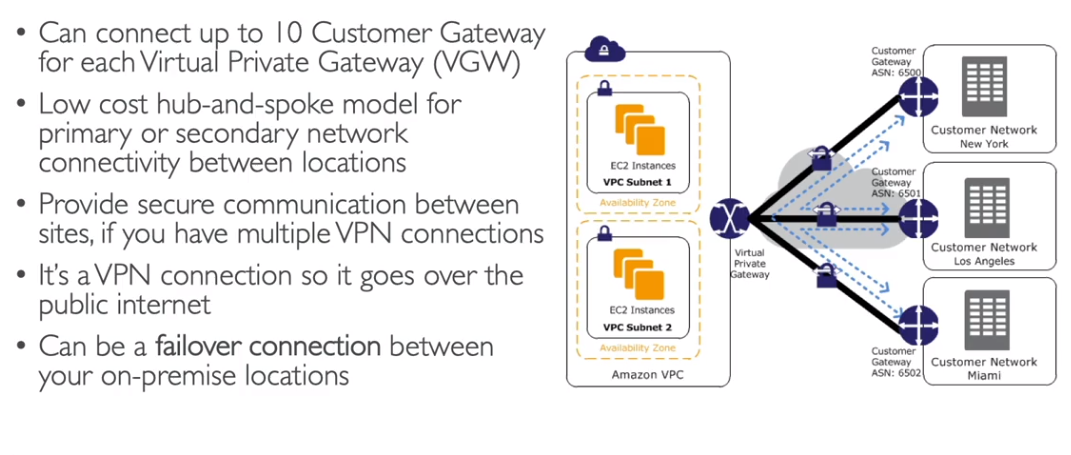 • Can connect up to 10 Customer Gateway
for each Virtual Private Gateway (VGW)
• Low cost hub-and-spoke model for
primary or secondary network
connectivity between locations
• Provide secure communication between
sites, if you have multiple VPN connections
• It's a VPN connection so it goes over the
public internet
• Can be a failover connection between
your on-premise locations
EC2 Instances
VPC Subnet 1
Availability Zone
EC2 Instances
VPC Subnet 2
Availability Zone
Amazon VPC
Virtual
Private
Gateway
Customer
Gateway
ASN: 6500
Customer Network
New York
Customer
Gateway
ASN: 6501
Customer Network
Los Angeles
Customer
Gateway
ASN: 6502
Customer Network
Miami